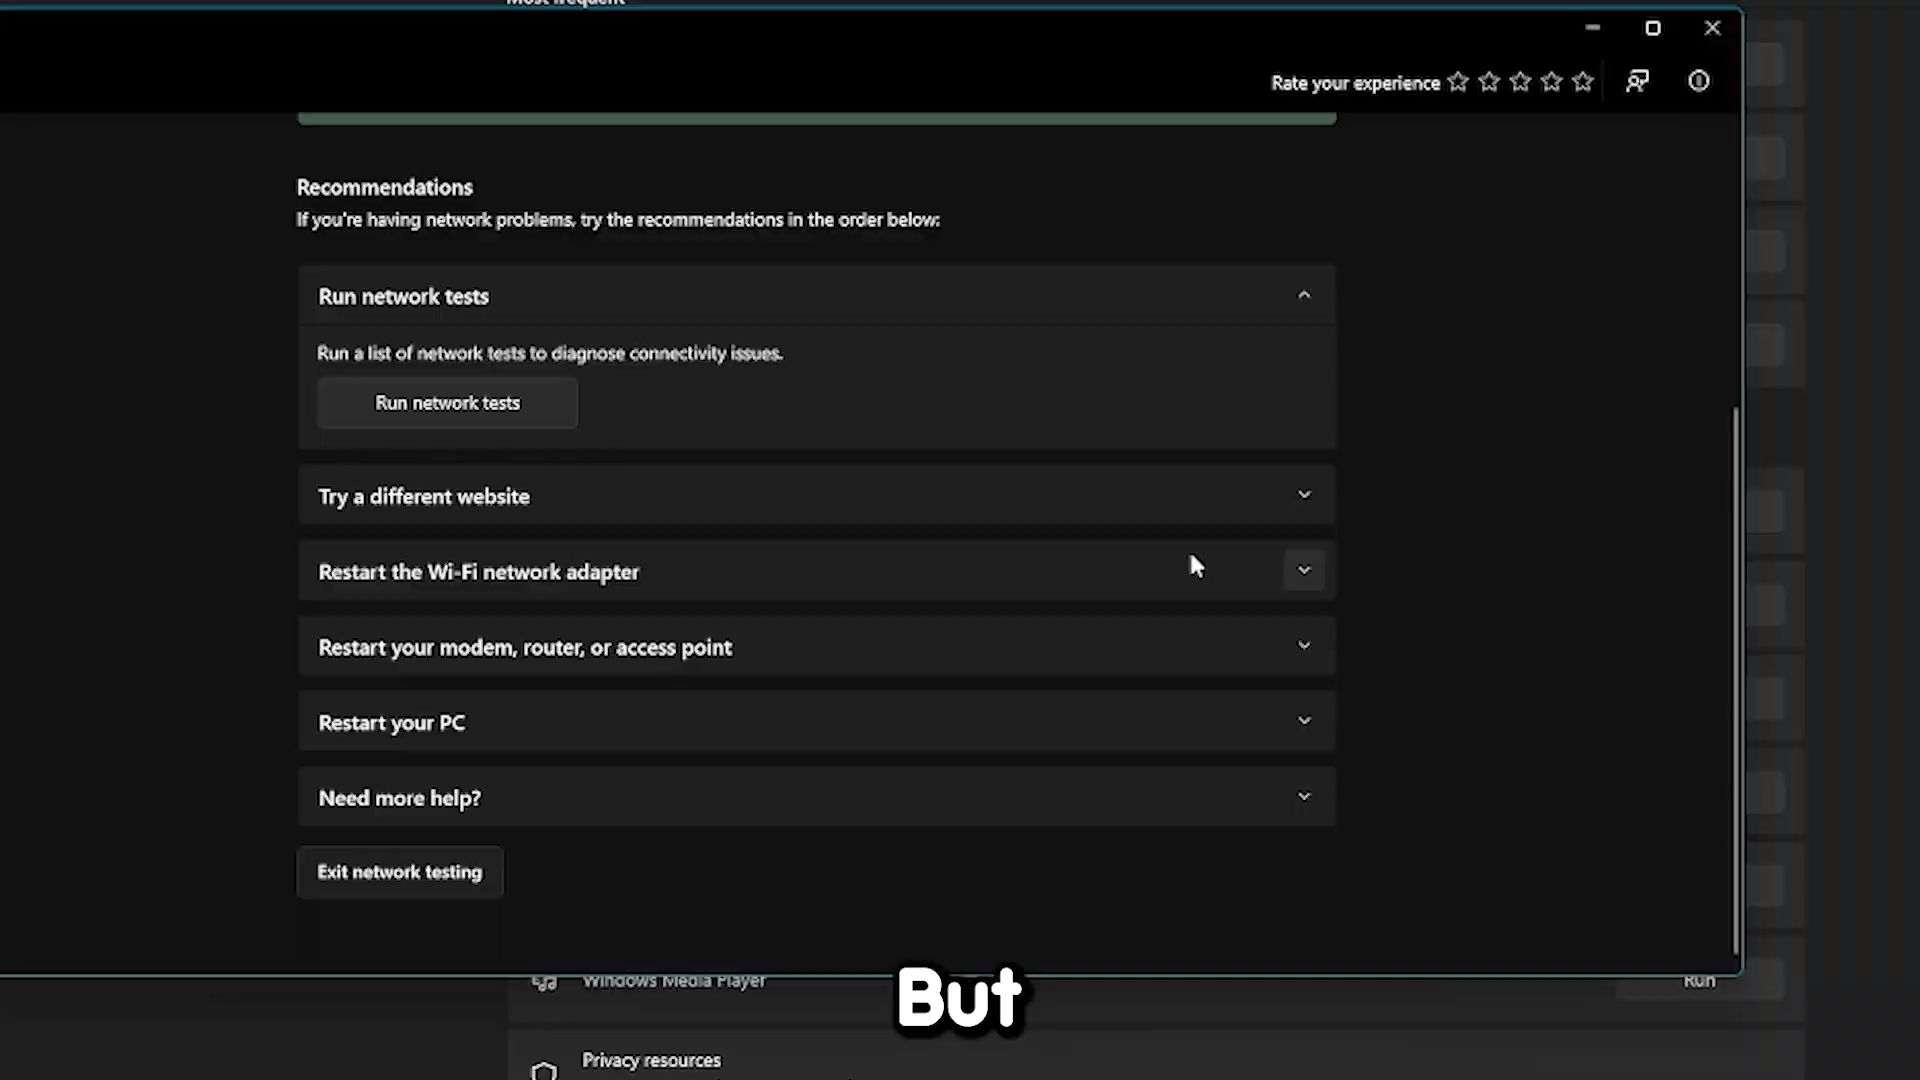 Most frequent
Rate your experience
Recommendations
If you're having network problems, try the recommendations in the order below:
Run network tests
Run a list of network tests to diagnose connectivity issues.
Run network tests
Try a different website
Restart the Wi-Fi network adapter
Restart your modem, router, or access point
Restart your PC
Need more help?
Exit network testing
Windows Media Player
Run
But
Privacy resources